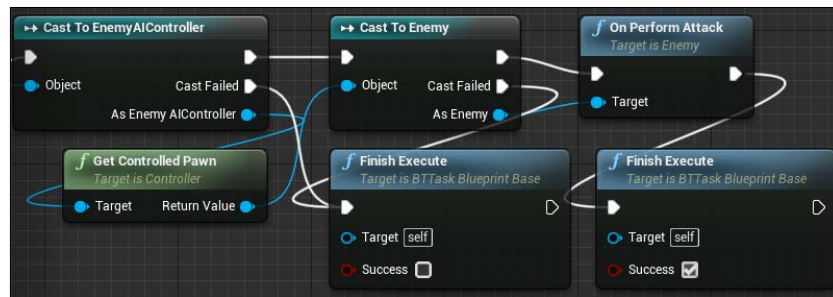 Cast To EnemyAIController
Object
Cast Failed
As Enemy AIController
Cast To Enemy
Object
Cast Failed
As Enemy
f On Perform Attack
Target is Enemy
Target
f Get Controlled Pawn
Target is Controller
Target
Return Value
f Finish Execute
Target is BTTask Blueprint Base
Target self
Success
f Finish Execute
Target is BTTask Blueprint Base
Target self
Success